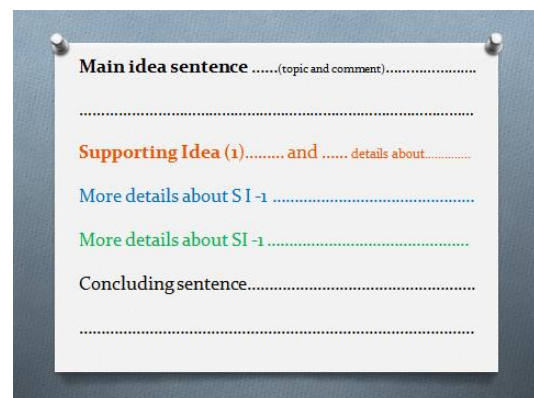 Main idea sentence ......(topic and comment)......................
................................................................................
Supporting Idea (1)......... and ...... details about..............
More details about S I -1 ..............................................
More details about SI -1 ..............................................
Concluding sentence....................................................
................................................................................